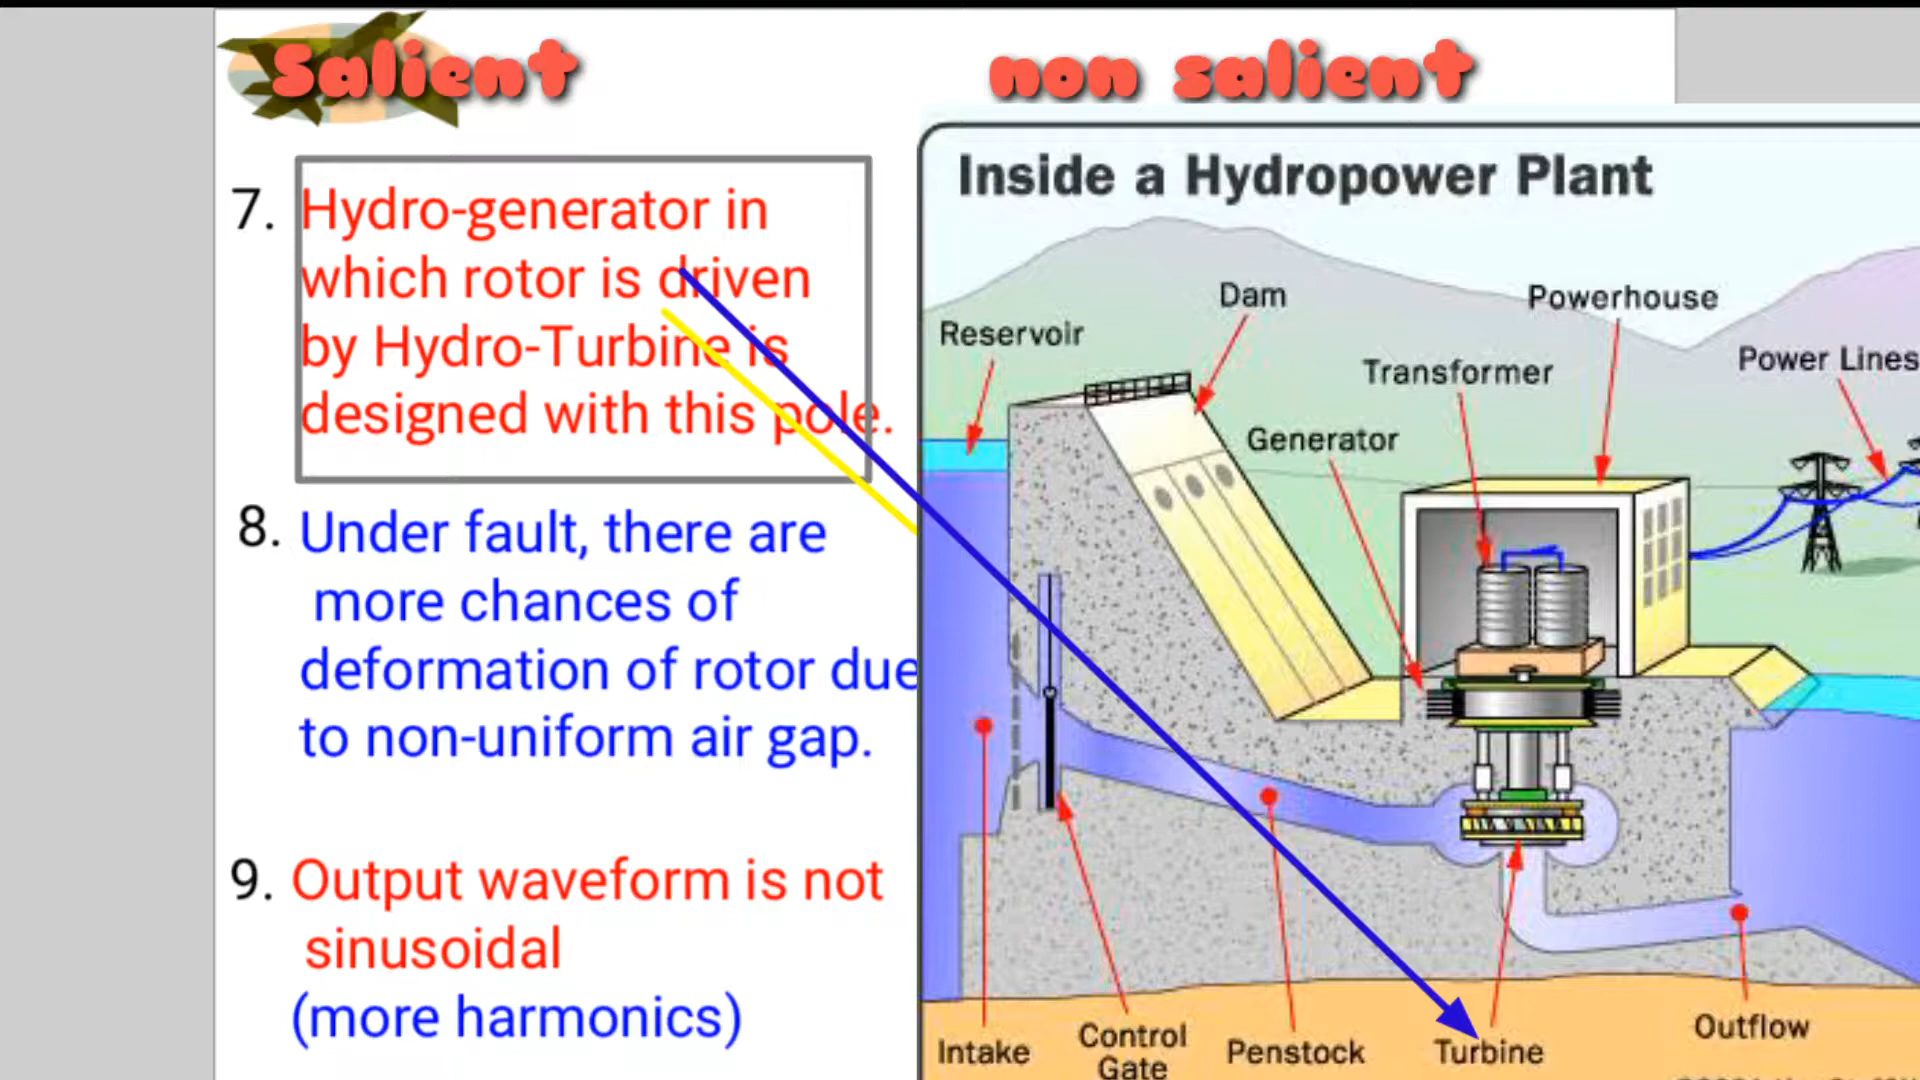 Salient
non salient
7. Hydro-generator in
which rotor is driven
by Hydro-Turbine is
designed with this pole.
8. Under fault, there are
more chances of
deformation of rotor due
to non-uniform air gap.
9. Output waveform is not
sinusoidal
(more harmonics)
Inside a Hydropower Plant
Reservoir
Dam
Powerhouse
Transformer
Power Lines
Generator
Intake
Control
Gate
Penstock
Turbine
Outflow